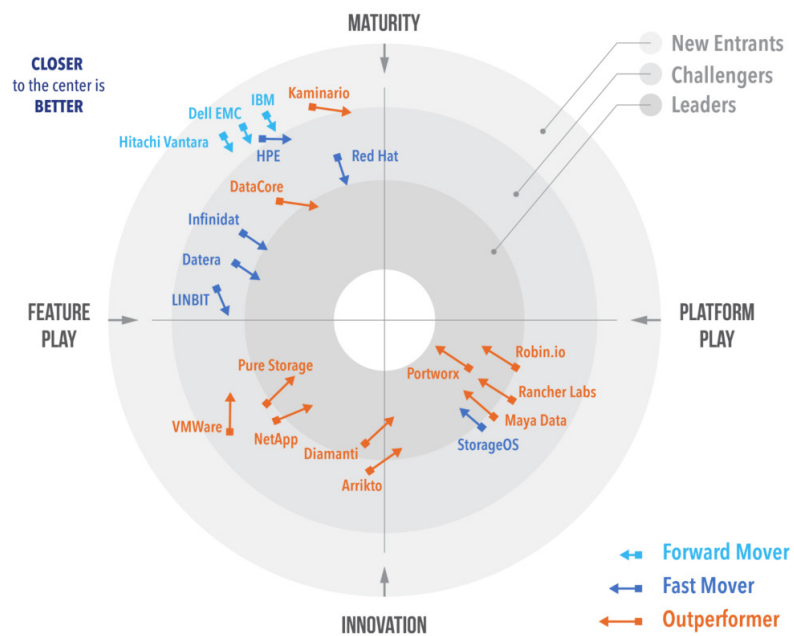 MATURITY
CLOSER
to the center is
BETTER
New Entrants
Challengers
Leaders
Kaminario
IBM
Dell EMC
Hitachi Vantara
HPE
Red Hat
DataCore
Infinidat
Datera
LINBIT
FEATURE
PLAY
PLATFORM
PLAY
Pure Storage
Portworx
Robin.io
Rancher Labs
Maya Data
StorageOS
VMWare
NetApp
Diamanti
Arrikto
INNOVATION
Forward Mover
Fast Mover
Outperformer